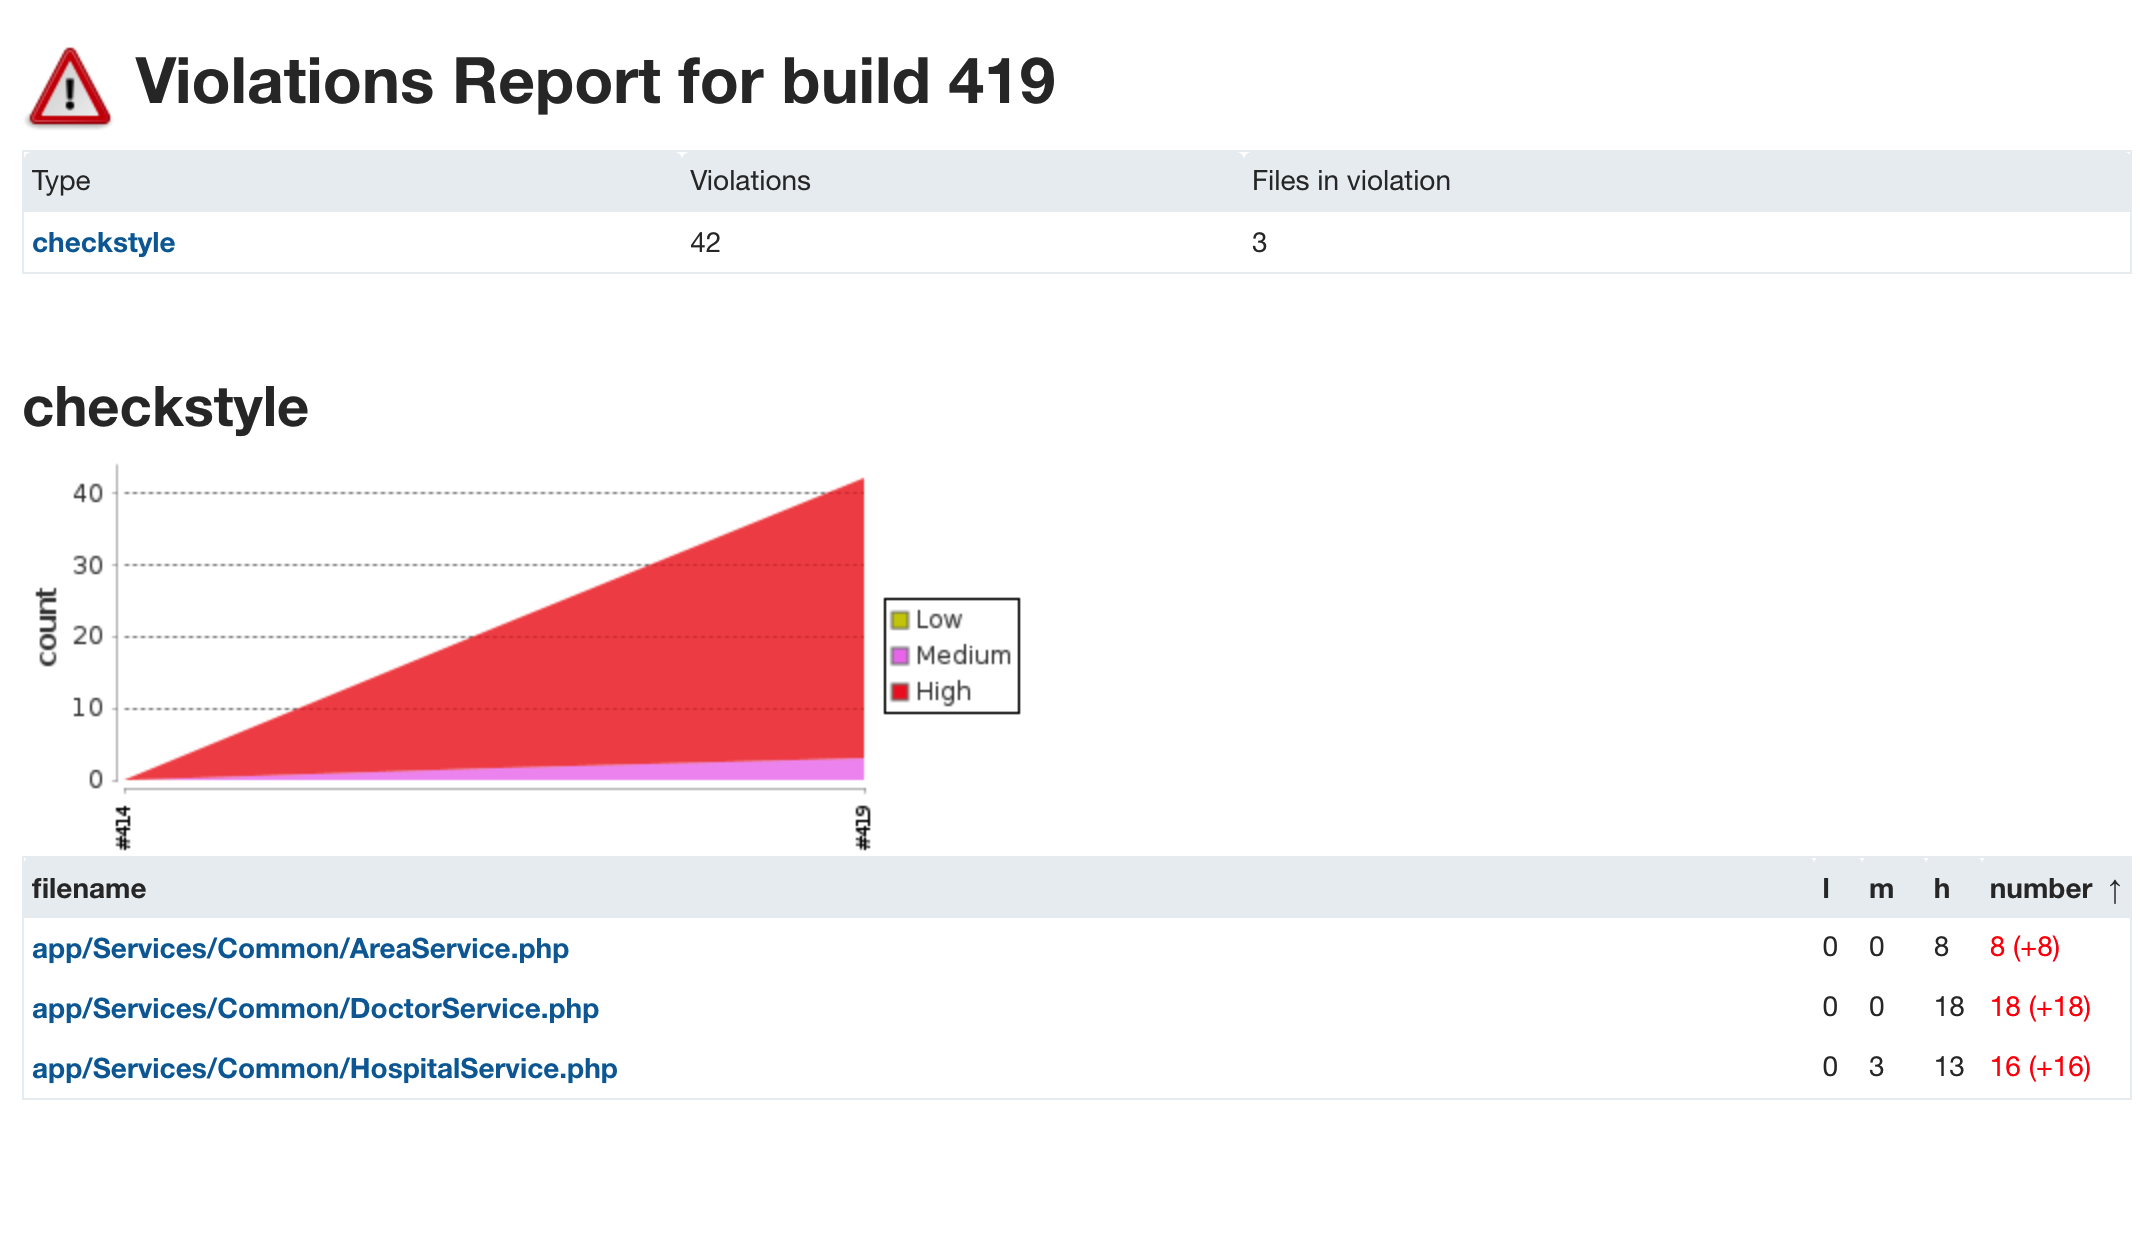 Violations Report for build 419
Type Violations Files in violation
checkstyle 42 3
checkstyle
40
30
20
10
0
count
#414 #419
Low
Medium
High
filename l m h number ↑
app/Services/Common/AreaService.php 0 0 8 8 (+8)
app/Services/Common/DoctorService.php 0 0 18 18 (+18)
app/Services/Common/HospitalService.php 0 3 13 16 (+16)